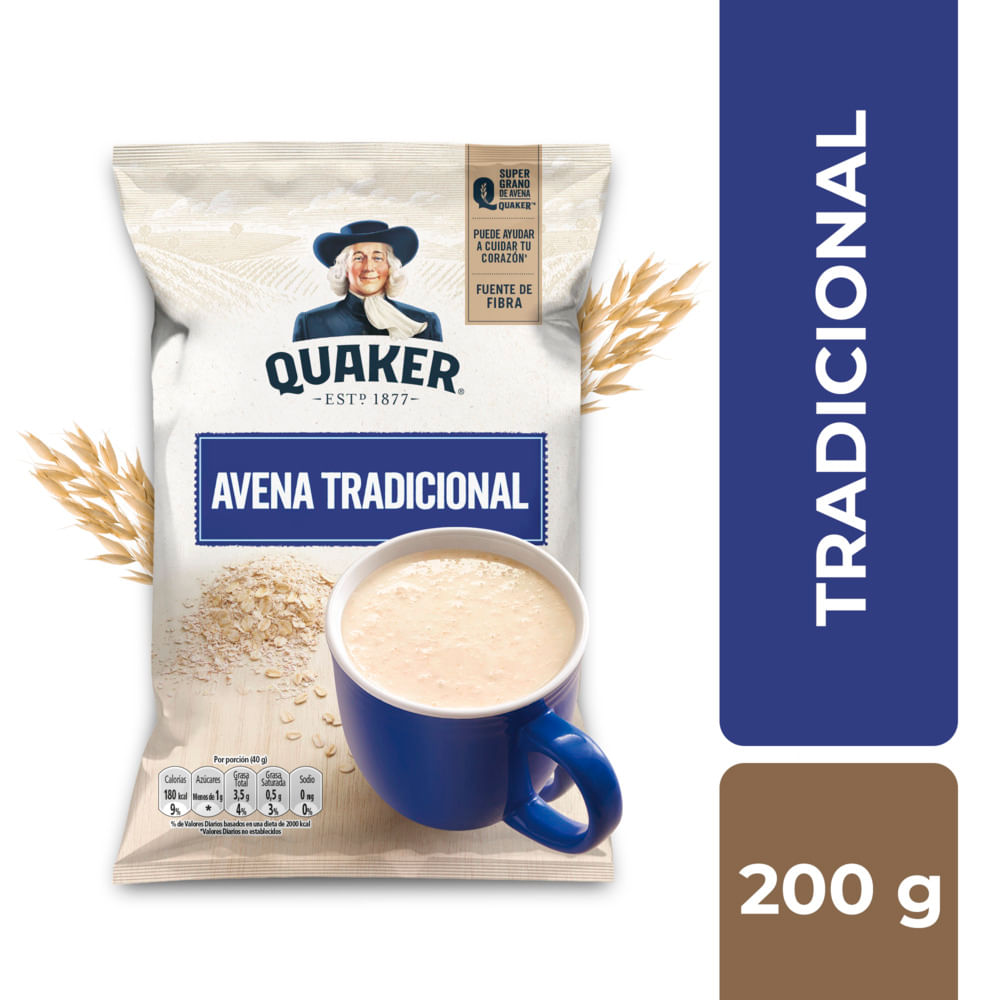 SUPER
GRANO
DE AVENA
QUAKER™
PUEDE AYUDAR
A CUIDAR TU
CORAZÓN*
FUENTE DE
FIBRA
QUAKER®
-ESTD 1877-
AVENA TRADICIONAL
Por porción (40 g)
Calorías Azúcares Grasa Total Grasa Saturada Sodio
180 kcal Menos de 1g 3,5 g 0,5 g 0 mg
9% * 4% 3% 0%
% de Valores Diarios basados en una dieta de 2000 kcal
*Valores Diarios no establecidos
TRADICIONAL
200 g